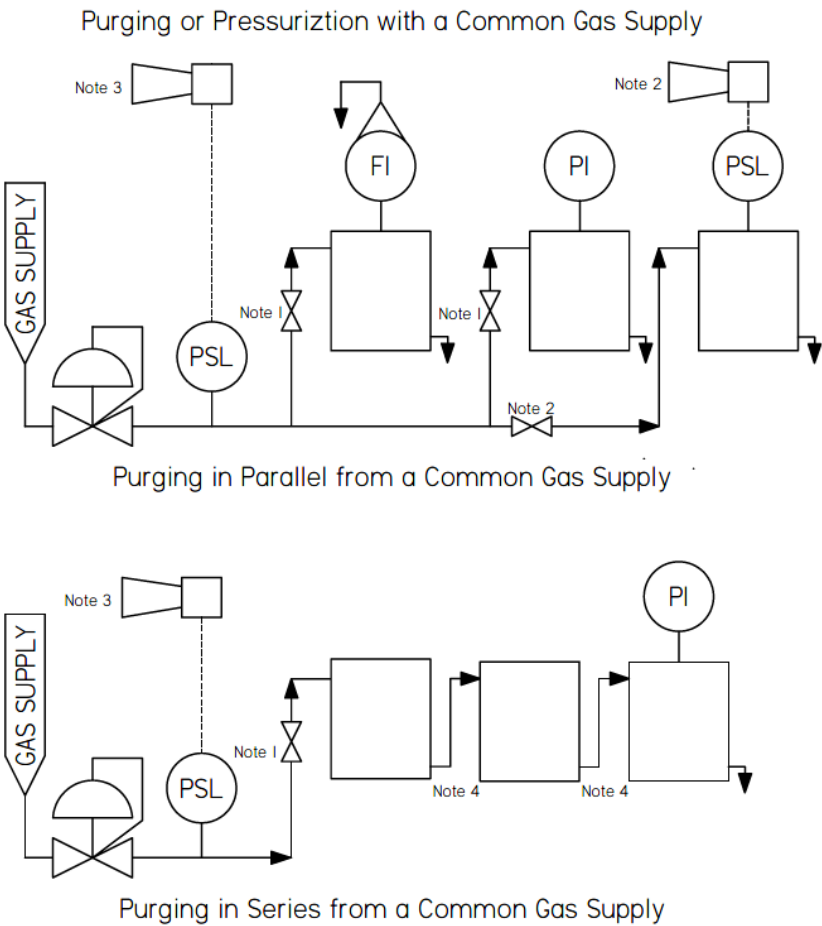 Purging or Pressuriztion with a Common Gas Supply
Note 3
Note 2
FI
PI
PSL
GAS SUPPLY
Note 1
Note 1
PSL
Note 2
Purging in Parallel from a Common Gas Supply
Note 3
PI
GAS SUPPLY
Note 1
PSL
Note 4
Note 4
Purging in Series from a Common Gas Supply